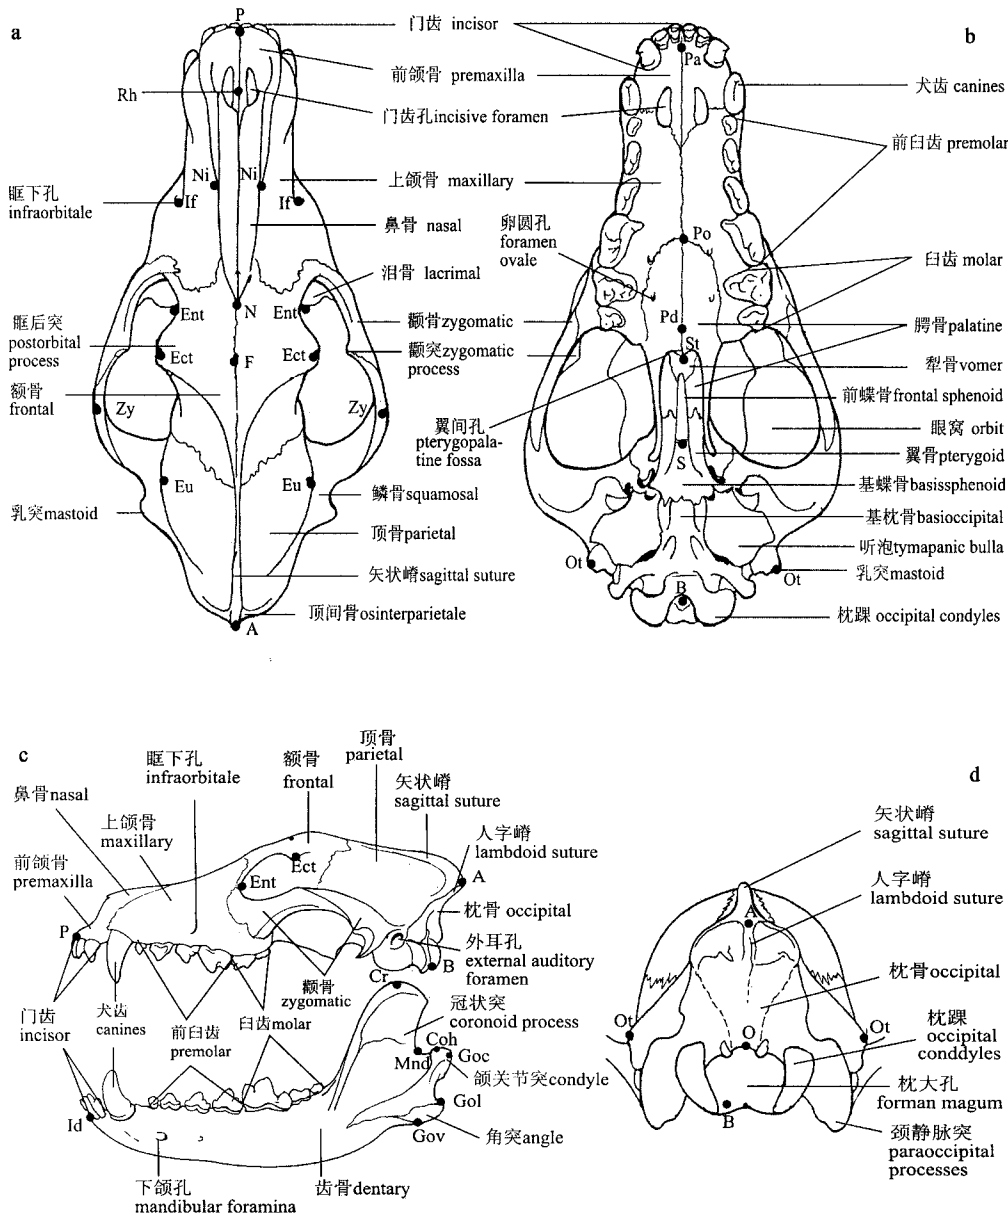 a
P
门齿 incisor
前颌骨 premaxilla
Rh
门齿孔incisive foramen
Ni
Ni
上颌骨 maxillary
眶下孔
infraorbitale
If
If
鼻骨 nasal
泪骨 lacrimal
N
Ent
Ent
颧骨zygomatic
眶后突
postorbital
process
Ect
F
Ect
颧突zygomatic
process
额骨
frontal
Zy
Zy
Eu
Eu
鳞骨squamosal
乳突mastoid
顶骨parietal
矢状嵴sagittal suture
顶间骨osinterparietale
A
b
Pa
犬齿 canines
前臼齿 premolar
卵圆孔
foramen
ovale
Po
臼齿 molar
Pd
St
腭骨palatine
犁骨vomer
前蝶骨frontal sphenoid
眼窝 orbit
翼间孔
pterygopala-
tine fossa
S
翼骨pterygoid
基蝶骨basissphenoid
基枕骨basioccipital
听泡tymapanic bulla
Ot
Ot
乳突mastoid
B
枕踝 occipital condyles
c
鼻骨nasal
上颌骨
maxillary
前颌骨
premaxilla
眶下孔
infraorbitale
额骨
frontal
顶骨
parietal
矢状嵴
sagittal suture
人字嵴
lambdoid suture
Ect
Ent
A
枕骨 occipital
P
外耳孔
external auditory
foramen
B
Cr
颧骨
zygomatic
冠状突
coronoid process
门齿
incisor
犬齿
canines
前臼齿
premolar
臼齿molar
Coh
Mnd
Goc
颌关节突condyle
Gol
Id
Gov
角突angle
下颌孔
mandibular foramina
齿骨dentary
d
矢状嵴
sagittal suture
人字嵴
lambdoid suture
A
枕骨occipital
Ot
Ot
O
枕踝
occipital
conddyles
枕大孔
forman magum
B
颈静脉突
paraoccipital
processes